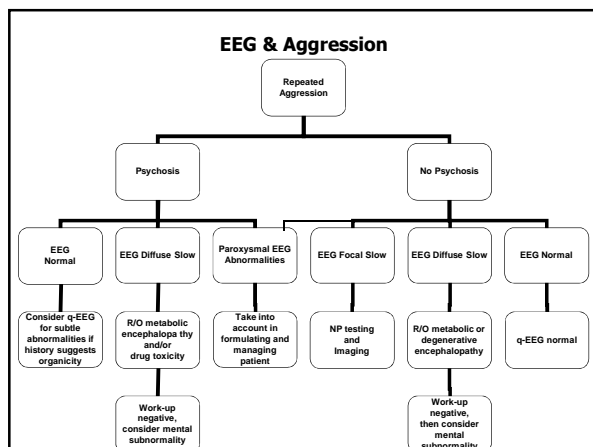 EEG & Aggression
Repeated
Aggression
Psychosis
No Psychosis
EEG
Normal
EEG Diffuse Slow
Paroxysmal EEG
Abnormalities
EEG Focal Slow
EEG Diffuse Slow
EEG Normal
Consider q-EEG
for subtle
abnormalities if
history suggests
organicity
R/O metabolic
encephalopa thy
and/or
drug toxicity
Take into
account in
formulating and
managing
patient
NP testing
and
Imaging
R/O metabolic or
degenerative
encephalopathy
q-EEG normal
Work-up
negative,
consider mental
subnormality
Work-up
negative,
then consider
mental
subnormality